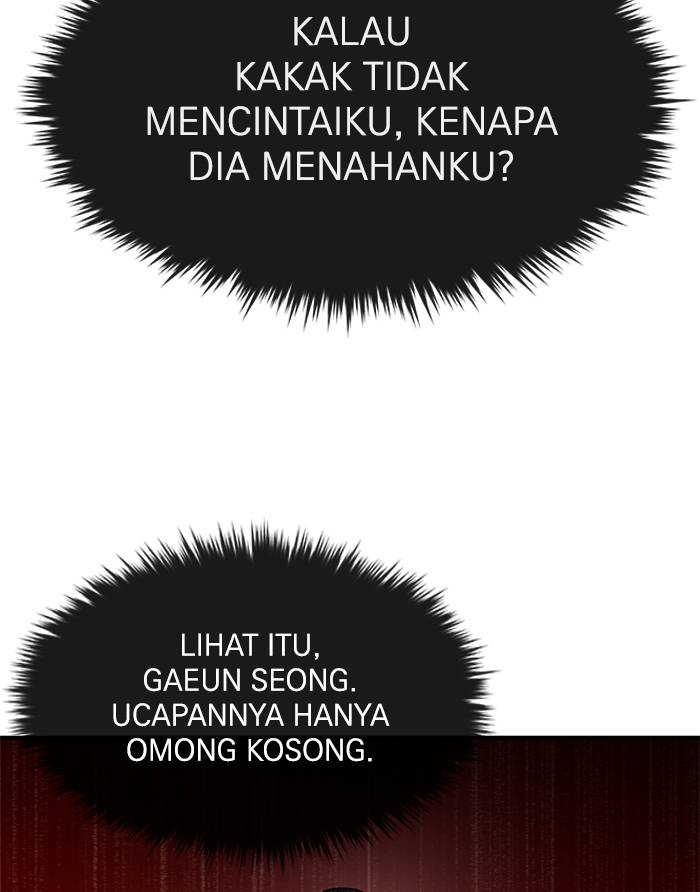 KALAU
KAKAK TIDAK
MENCINTAIKU, KENAPA
DIA MENAHANKU?
LIHAT ITU,
GAEUN SEONG.
UCAPANNYA HANYA
OMONG KOSONG.